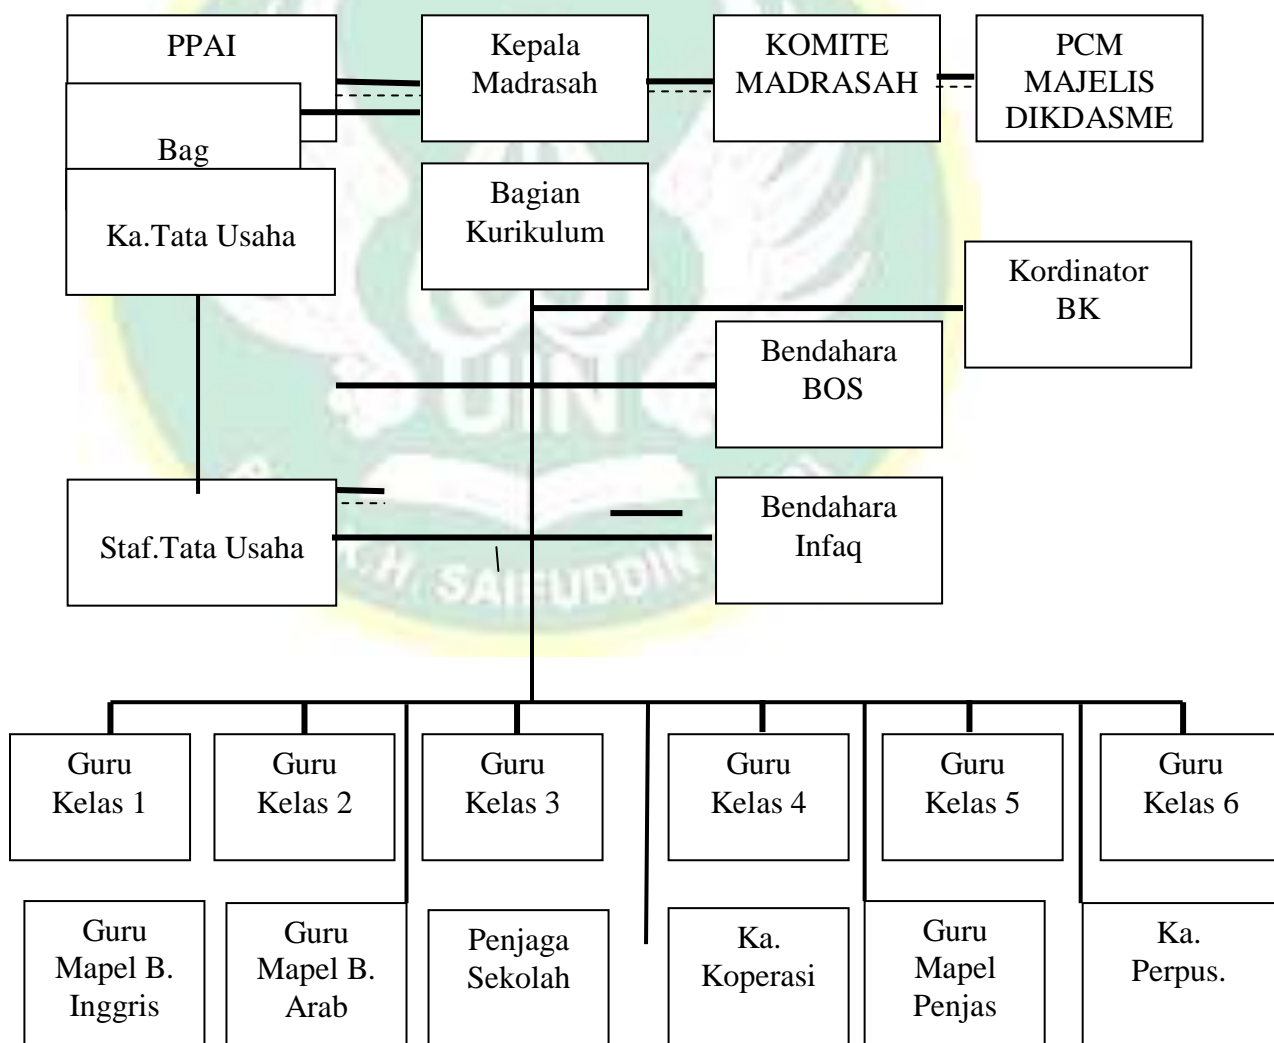 PPAI
Kepala
Madrasah
KOMITE
MADRASAH
PCM
MAJELIS
DIKDASME
Bag
Ka.Tata Usaha
Bagian
Kurikulum
Kordinator
BK
Bendahara
BOS
UIN
Staf.Tata Usaha
Bendahara
Infaq
K.H. SAIFUDDIN
Guru
Kelas 1
Guru
Kelas 2
Guru
Kelas 3
Guru
Kelas 4
Guru
Kelas 5
Guru
Kelas 6
Guru
Mapel B.
Inggris
Guru
Mapel B.
Arab
Penjaga
Sekolah
Ka.
Koperasi
Guru
Mapel
Penjas
Ka.
Perpus.